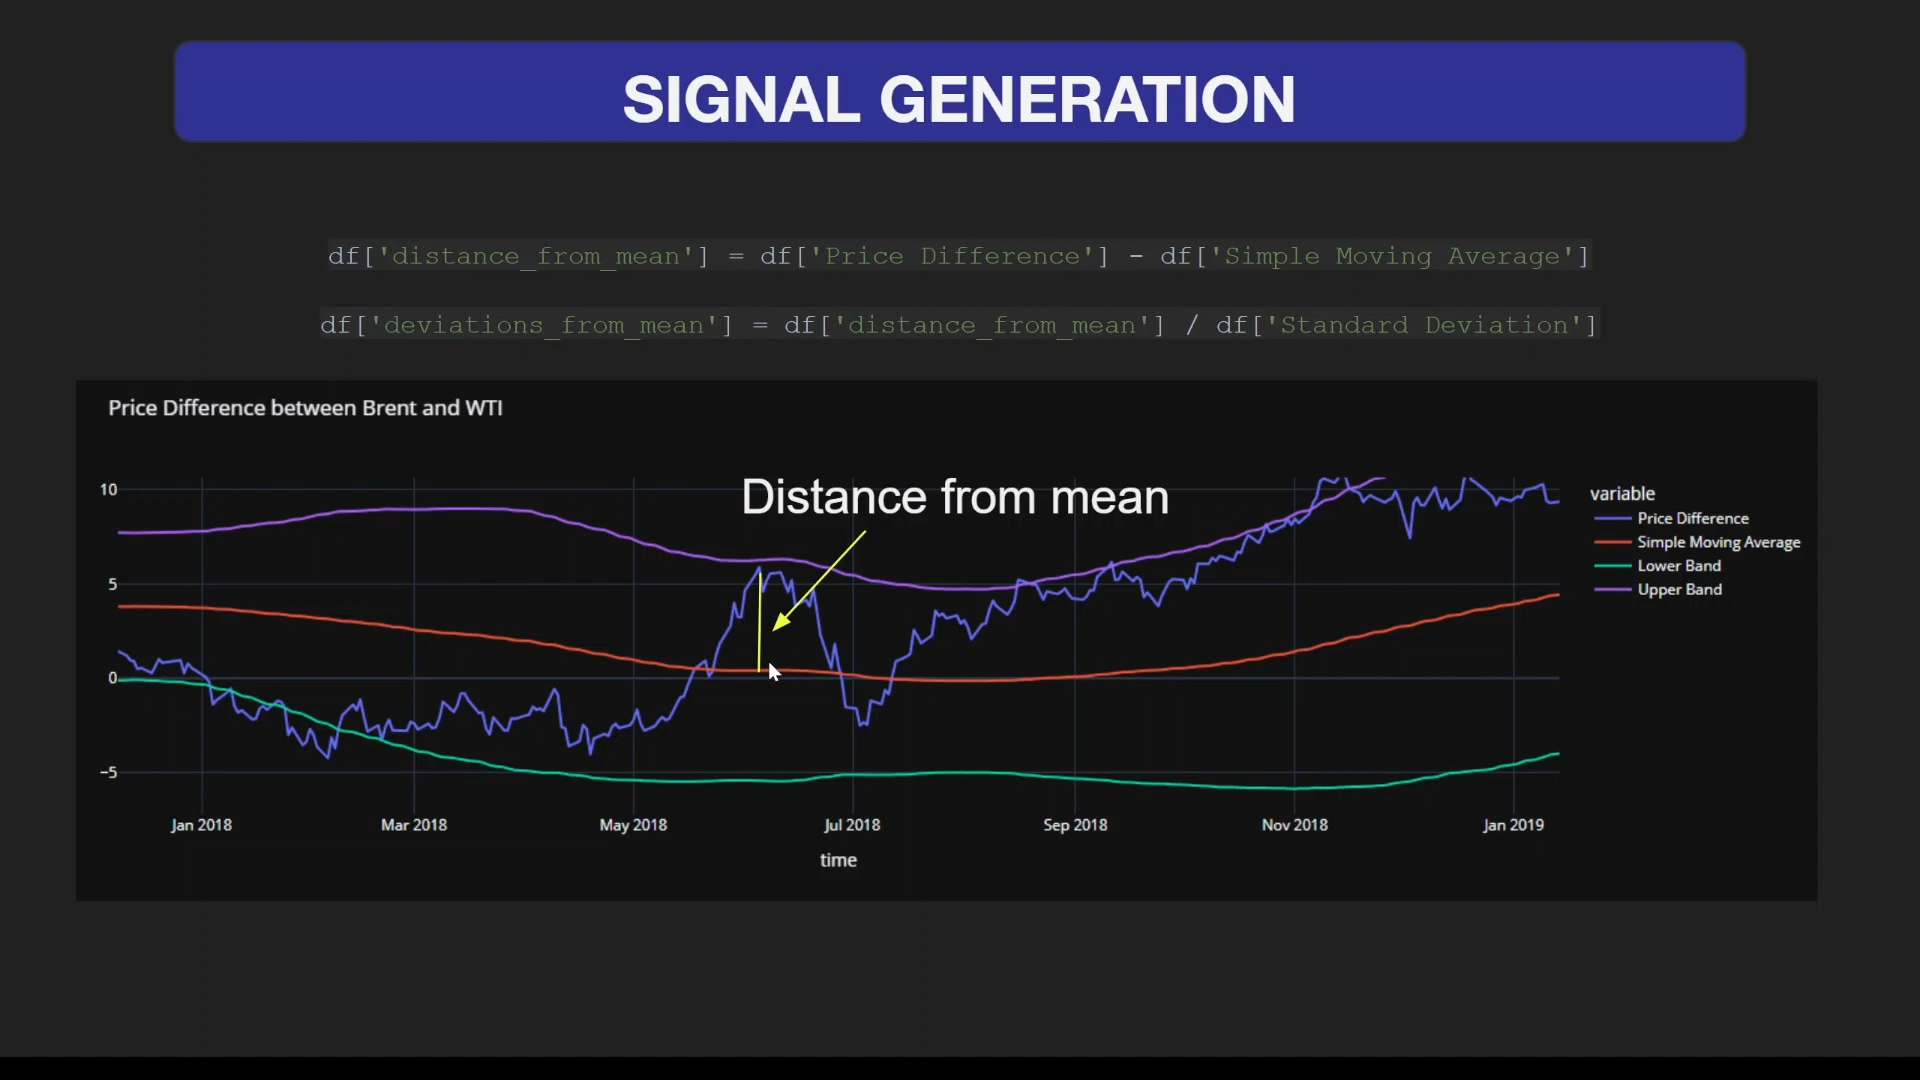 SIGNAL GENERATION
df['distance_from_mean'] = df['Price Difference'] - df['Simple Moving Average']
df['deviations_from_mean'] = df['distance_from_mean'] / df['Standard Deviation']
Price Difference between Brent and WTI
Distance from mean
10
5
0
−5
variable
Price Difference
Simple Moving Average
Lower Band
Upper Band
Jan 2018 Mar 2018 May 2018 Jul 2018 Sep 2018 Nov 2018 Jan 2019
time